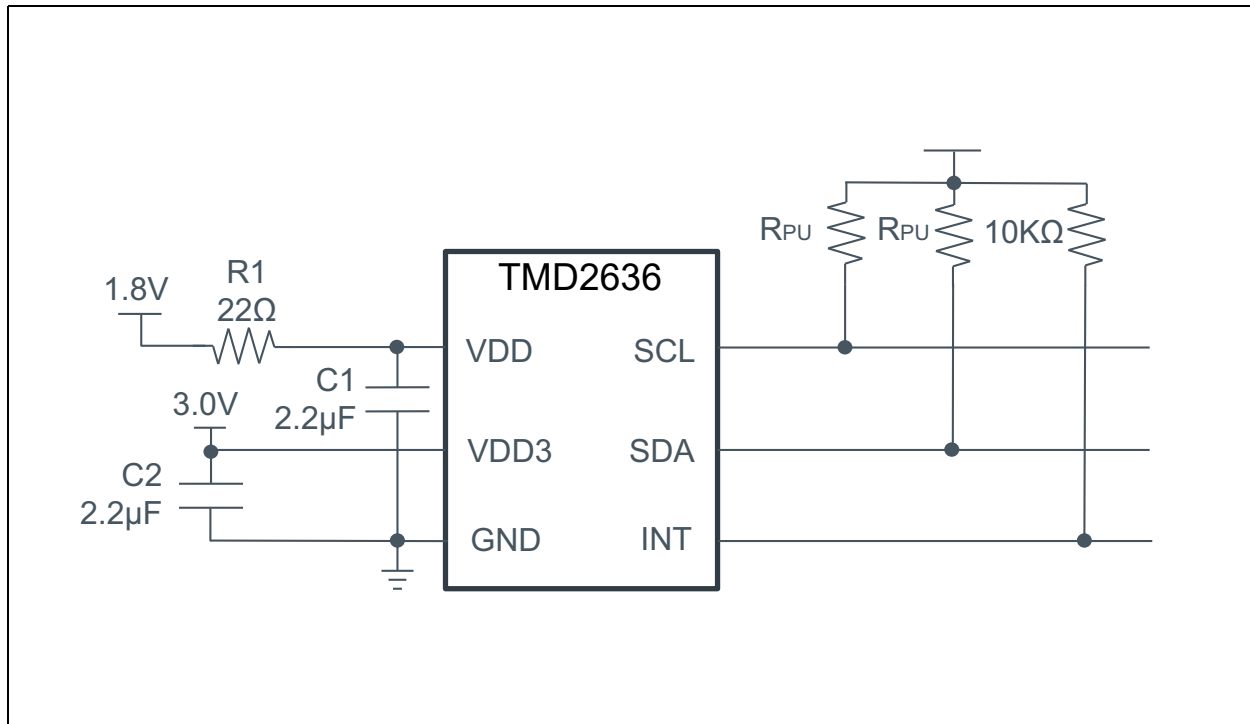 RPU
RPU
10KΩ
TMD2636
R1
22Ω
1.8V
VDD
SCL
C1
2.2µF
3.0V
VDD3
SDA
C2
2.2µF
GND
INT